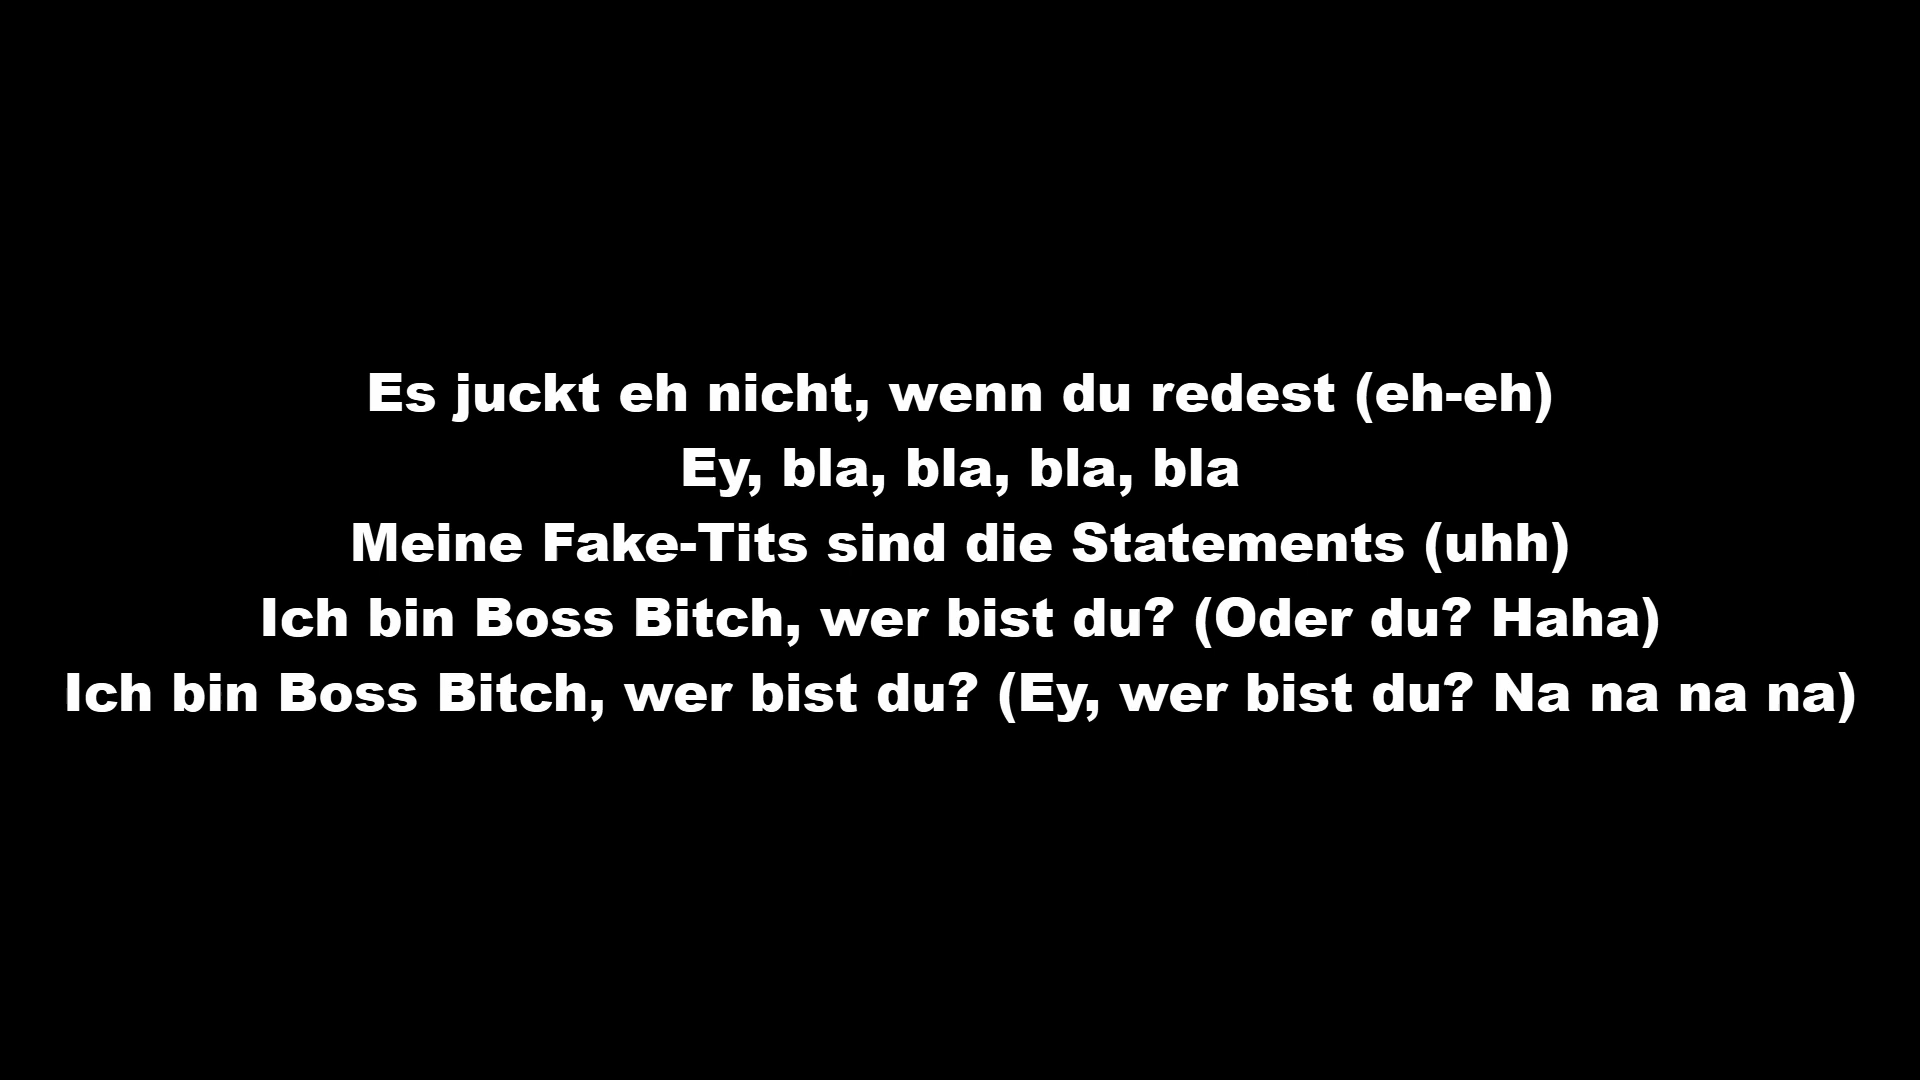 Es juckt eh nicht, wenn du redest (eh-eh)
Ey, bla, bla, bla, bla
Meine Fake-Tits sind die Statements (uhh)
Ich bin Boss Bitch, wer bist du? (Oder du? Haha)
Ich bin Boss Bitch, wer bist du? (Ey, wer bist du? Na na na na)